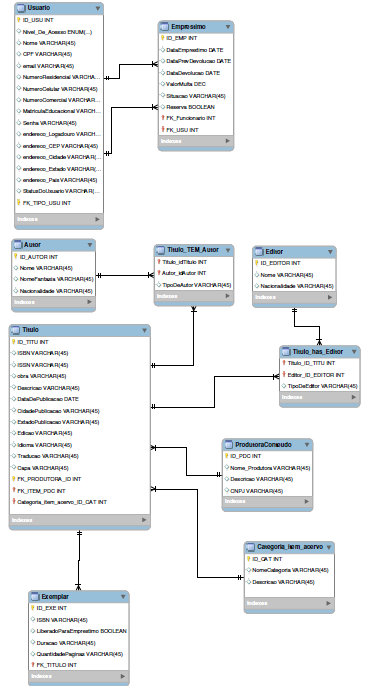 Usuario
ID_USU INT
Nivel_De_Acesso ENUM(...)
Nome VARCHAR(45)
CPF VARCHAR(45)
email VARCHAR(45)
NumeroResidencial VARCHA...
NumeroCelular VARCHAR(45)
NumeroComercial VARCHAR(...
MatriculaEducacional VARCH...
Senha VARCHAR(45)
endereco_Logadouro VARCH...
endereco_CEP VARCHAR(45)
endereco_Cidade VARCHAR(...
endereco_Estado VARCHAR(...
endereco_Pais VARCHAR(45)
StatusDoUsuario VARCHAR(...
FK_TIPO_USU INT
Indexes
Emprestimo
ID_EMP INT
DataEmprestimo DATE
DataPrevDevolucao DATE
DataDevolucao DATE
ValorMulta DEC
Situacao VARCHAR(45)
Reserva BOOLEAN
FK_Funcionario INT
FK_USU INT
Indexes
Autor
ID_AUTOR INT
Nome VARCHAR(45)
NomeFantasia VARCHAR(45)
Nacionalidade VARCHAR(45)
Indexes
Titulo_TEM_Autor
Titulo_idTitulo INT
Autor_idAutor INT
TipoDeAutor VARCHAR(45)
Indexes
Editor
ID_EDITOR INT
Nome VARCHAR(45)
Nacionalidade VARCHAR(45)
Indexes
Titulo
ID_TITU INT
ISBN VARCHAR(45)
ISSN VARCHAR(45)
obra VARCHAR(45)
Descricao VARCHAR(45)
DataDePublicacao DATE
CidadePublicacao VARCHAR(45)
EstadoPublicacao VARCHAR(45)
Edicao VARCHAR(45)
Idioma VARCHAR(45)
Traducao VARCHAR(45)
Capa VARCHAR(45)
FK_PRODUTORA_ID INT
FK_ITEM_PDC INT
Categoria_item_acervo_ID_CAT INT
Indexes
Titulo_has_Editor
Titulo_ID_TITU INT
Editor_ID_EDITOR INT
TipoDeEditor VARCHAR(45)
Indexes
ProdutoraConteudo
ID_PDC INT
Nome_Produtora VARCHAR(45)
Descricao VARCHAR(45)
CNPJ VARCHAR(45)
Indexes
Categoria_item_acervo
ID_CAT INT
NomeCategoria VARCHAR(45)
Descricao VARCHAR(45)
Indexes
Exemplar
ID_EXE INT
ISBN VARCHAR(45)
LiberadoParaEmprestimo BOOLEAN
Duracao VARCHAR(45)
QuantidadePaginas VARCHAR(45)
FK_TITULO INT
Indexes